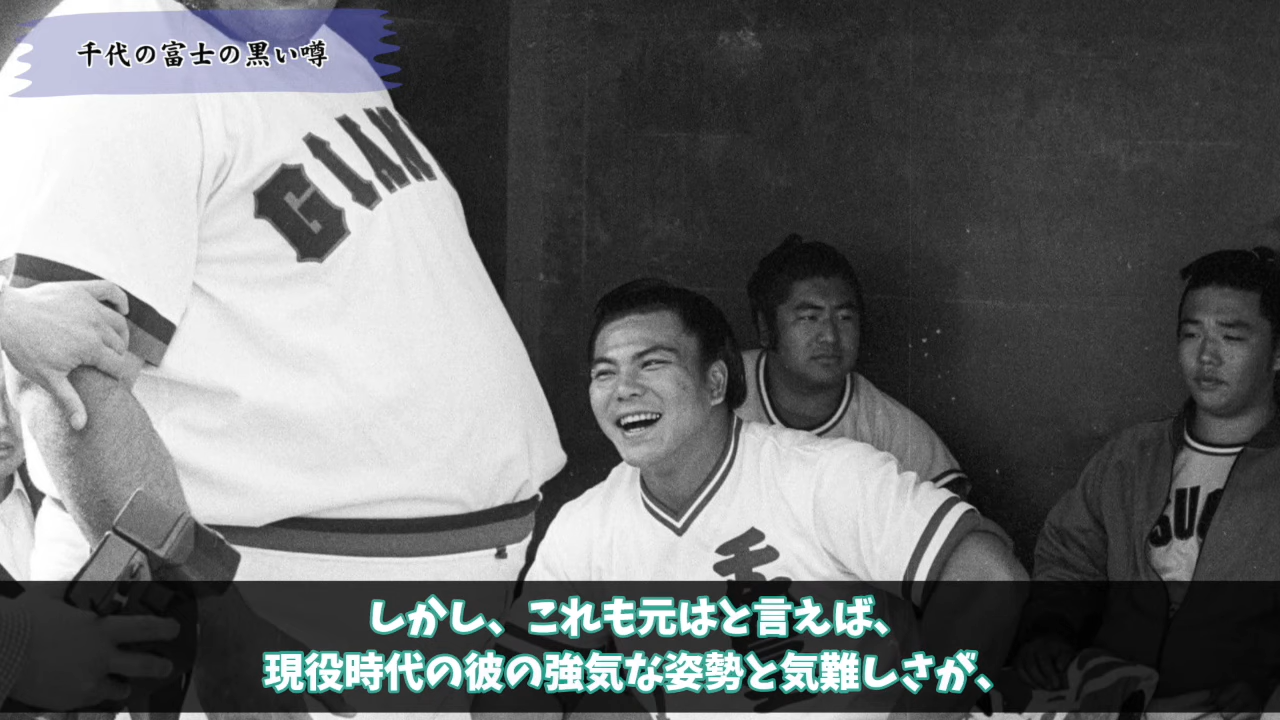 千代の富士の黒い噂
GIAN
千
SUG
しかし、これも元はと言えば、
現役時代の彼の強気な姿勢と気難しさが、